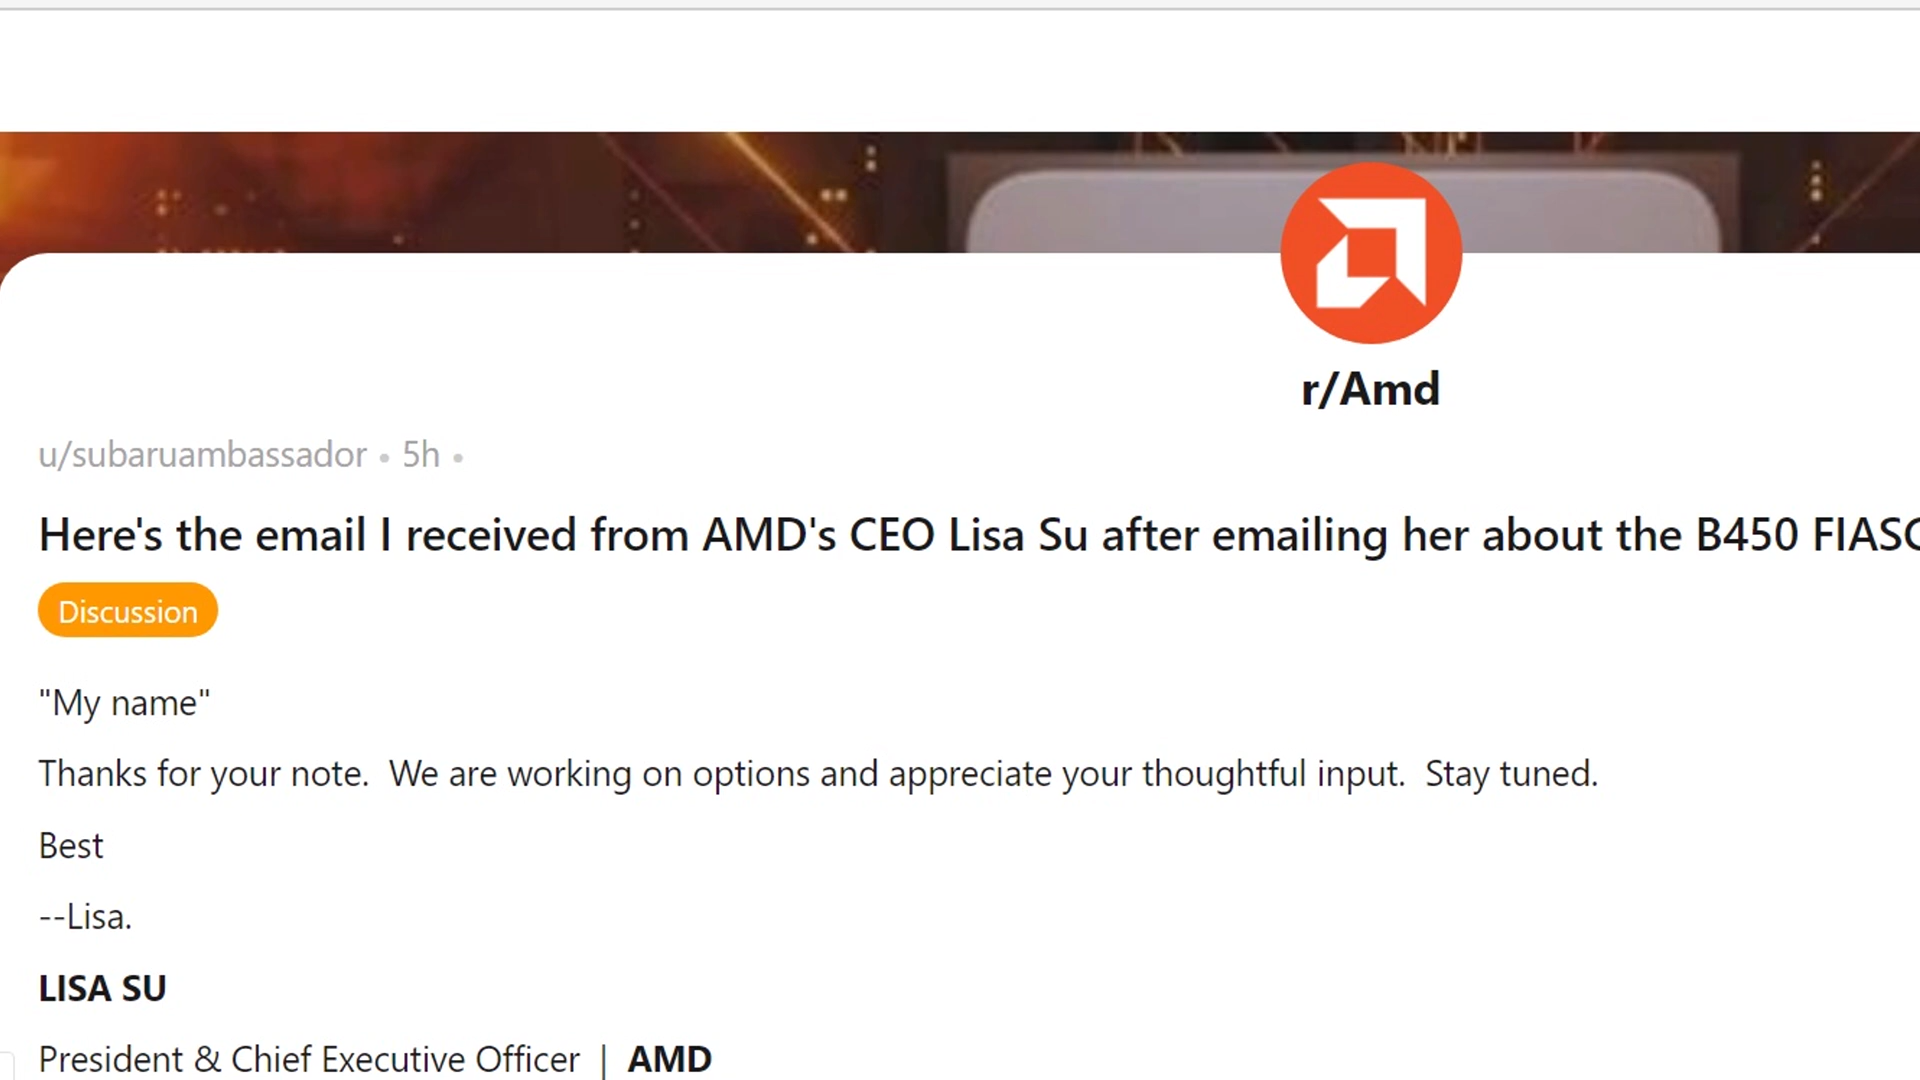 r/Amd
u/subaruambassador • 5h •
Here's the email I received from AMD's CEO Lisa Su after emailing her about the B450 FIASC
Discussion
"My name"
Thanks for your note.  We are working on options and appreciate your thoughtful input.  Stay tuned.
Best
--Lisa.
LISA SU
President & Chief Executive Officer | AMD